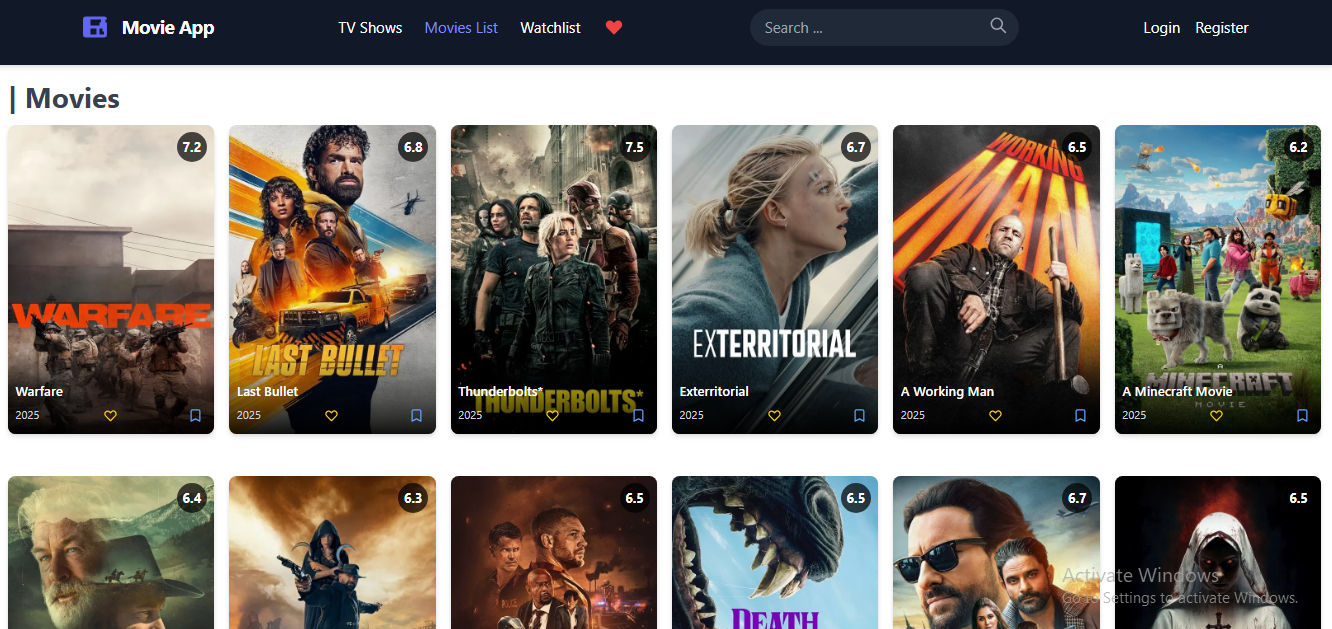 Movie App
TV Shows
Movies List
Watchlist
Search ...
Login
Register
| Movies
7.2
6.8
7.5
6.7
6.5
6.2
WARFARE
LAST BULLET
THUNDERBOLTS*
EXTERRITORIAL
A
WORKING
MAN
A
MINECRAFT
MOVIE
Warfare
Last Bullet
Thunderbolts*
Exterritorial
A Working Man
A Minecraft Movie
2025
2025
2025
2025
2025
2025
6.4
6.3
6.5
6.5
6.7
6.5
POLICE
DEATH
Activate Windows
Go to Settings to activate Windows.